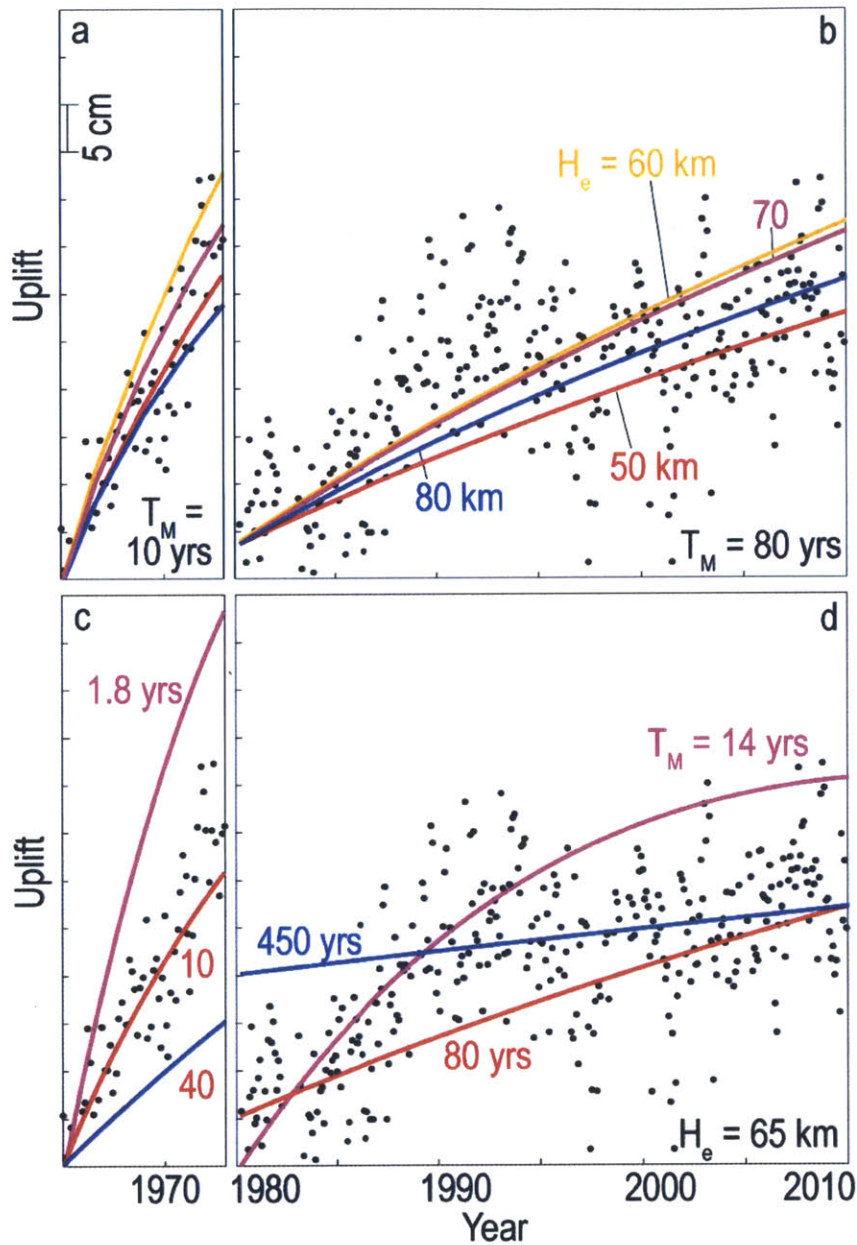 a
b
5 cm
Uplift
H_e = 60 km
70
80 km
50 km
T_M =
10 yrs
T_M = 80 yrs
c
d
1.8 yrs
T_M = 14 yrs
Uplift
450 yrs
10
80 yrs
40
H_e = 65 km
1970
1980
1990
2000
2010
Year